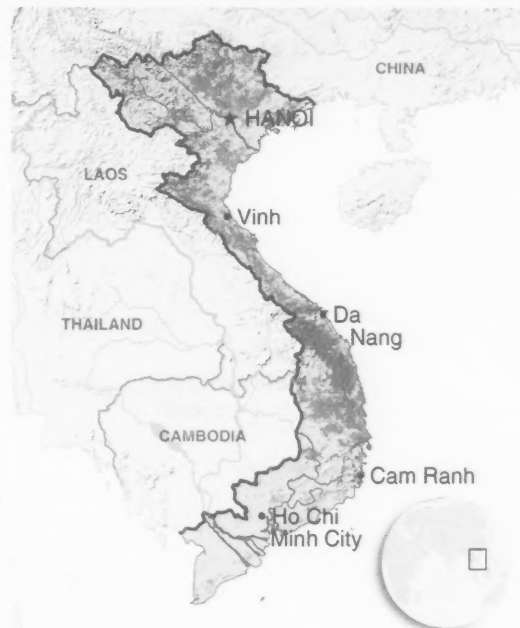 CHINA
HANOI
LAOS
Vinh
THAILAND
Da
Nang
CAMBODIA
Cam Ranh
Ho Chi
Minh City